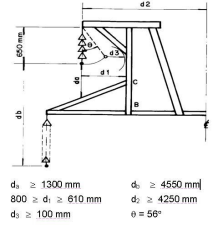 d2
650 mm
θ
d3
da
d1
C
db
B
dₐ ≥ 1300 mm
d_b ≥ 4550 mm
800 ≥ d₁ ≥ 610 mm
d₂ ≥ 4250 mm
d₃ ≥ 100 mm
θ = 56°